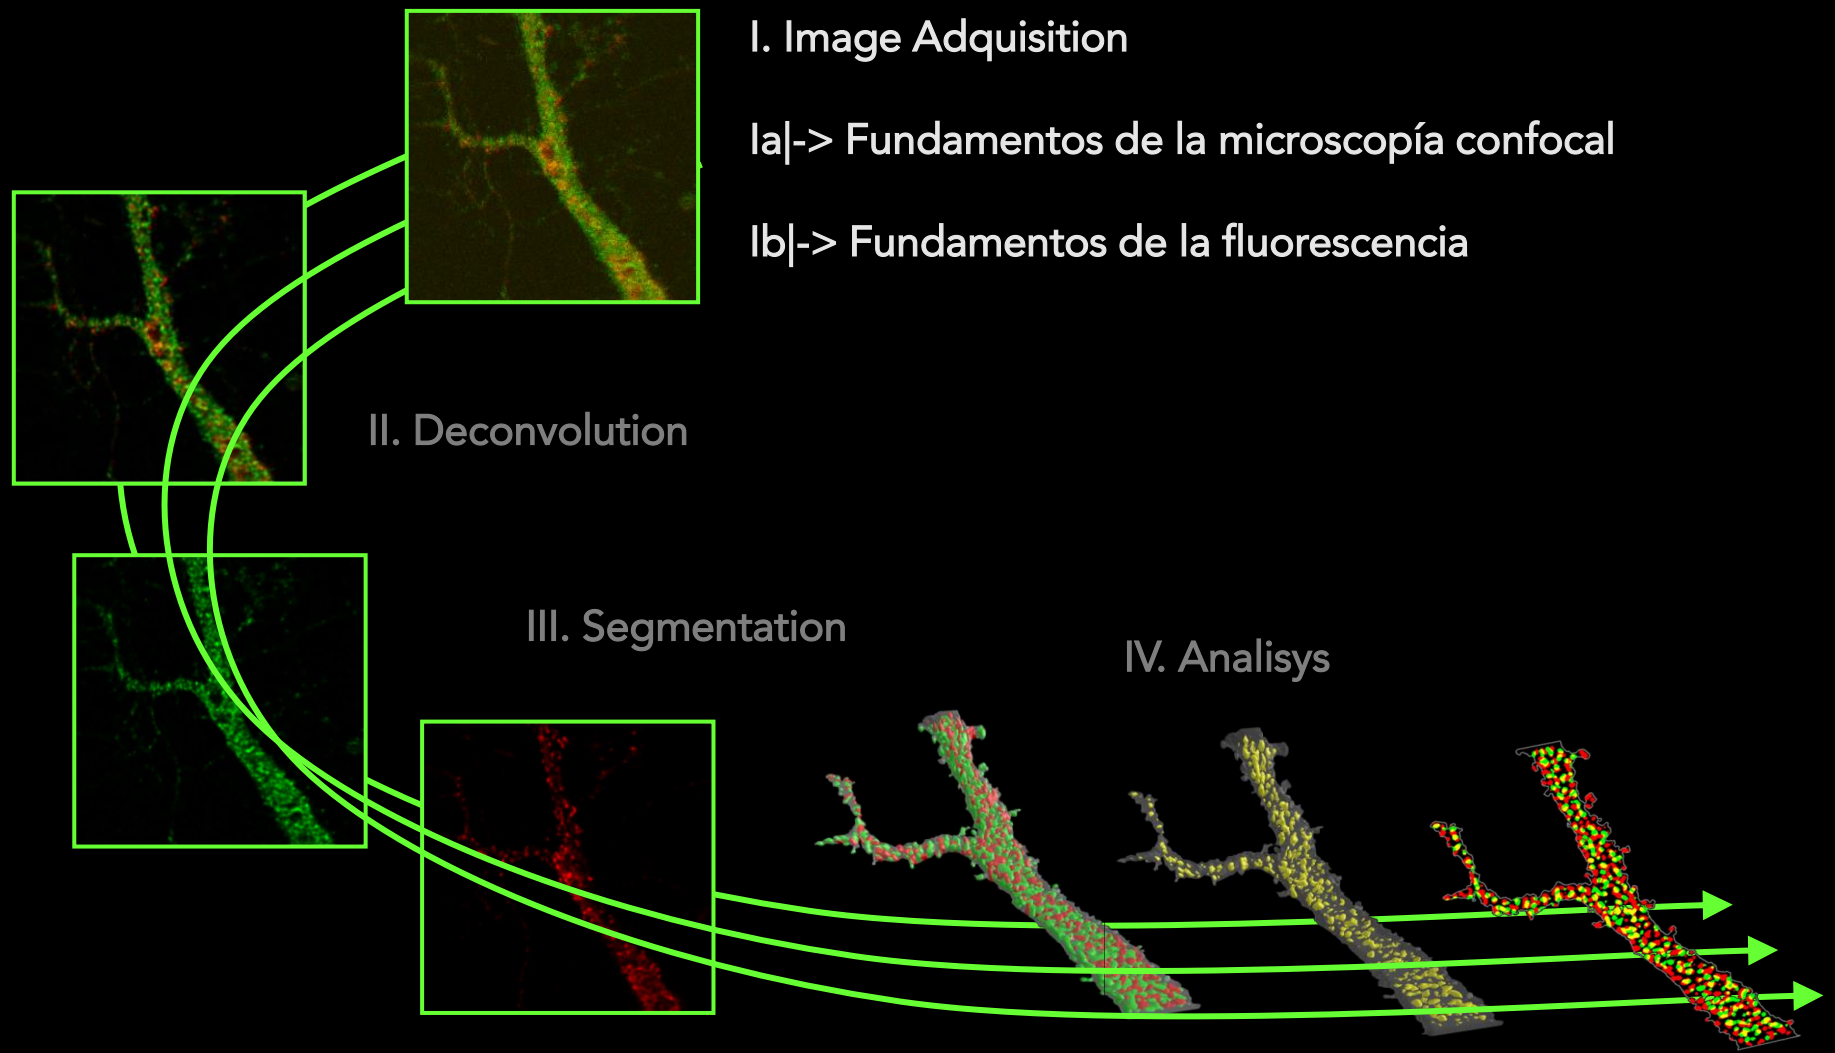 I. Image Adquisition
Ia|-> Fundamentos de la microscopía confocal
Ib|-> Fundamentos de la fluorescencia
II. Deconvolution
III. Segmentation
IV. Analisys